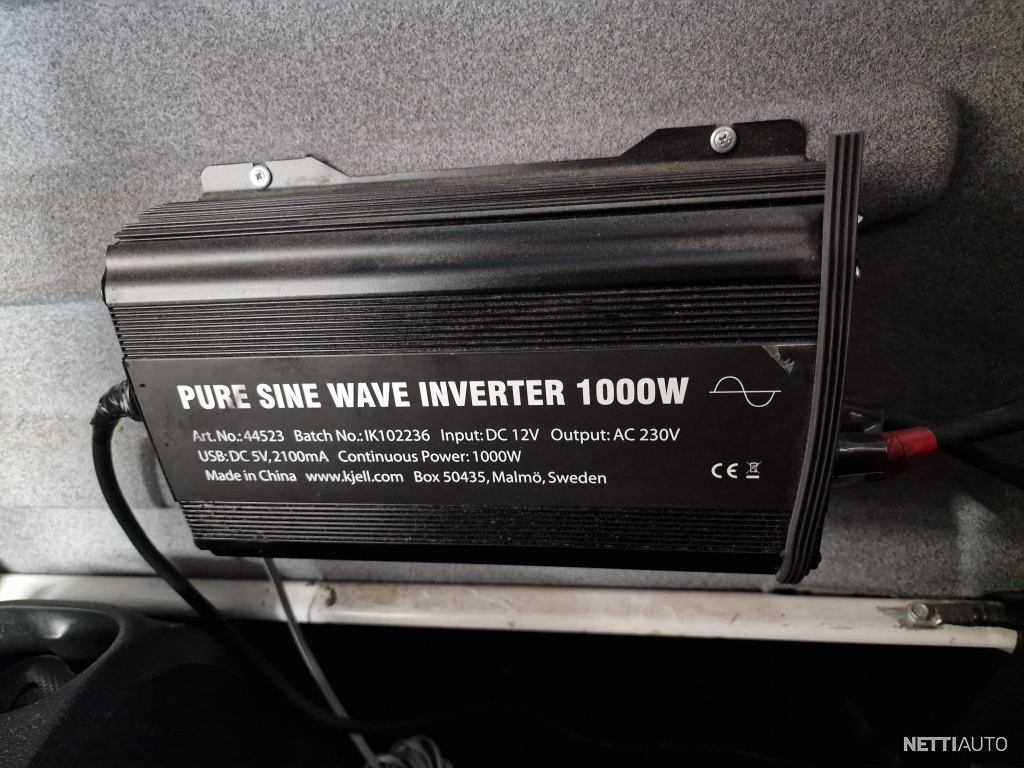 PURE SINE WAVE INVERTER 1000W
Art.No.:44523 Batch No.:IK102236 Input:DC 12V Output:AC 230V
USB:DC 5V,2100mA Continuous Power:1000W
Made in China www.kjell.com Box 50435,Malmö,Sweden
CE
NETTIAUTO